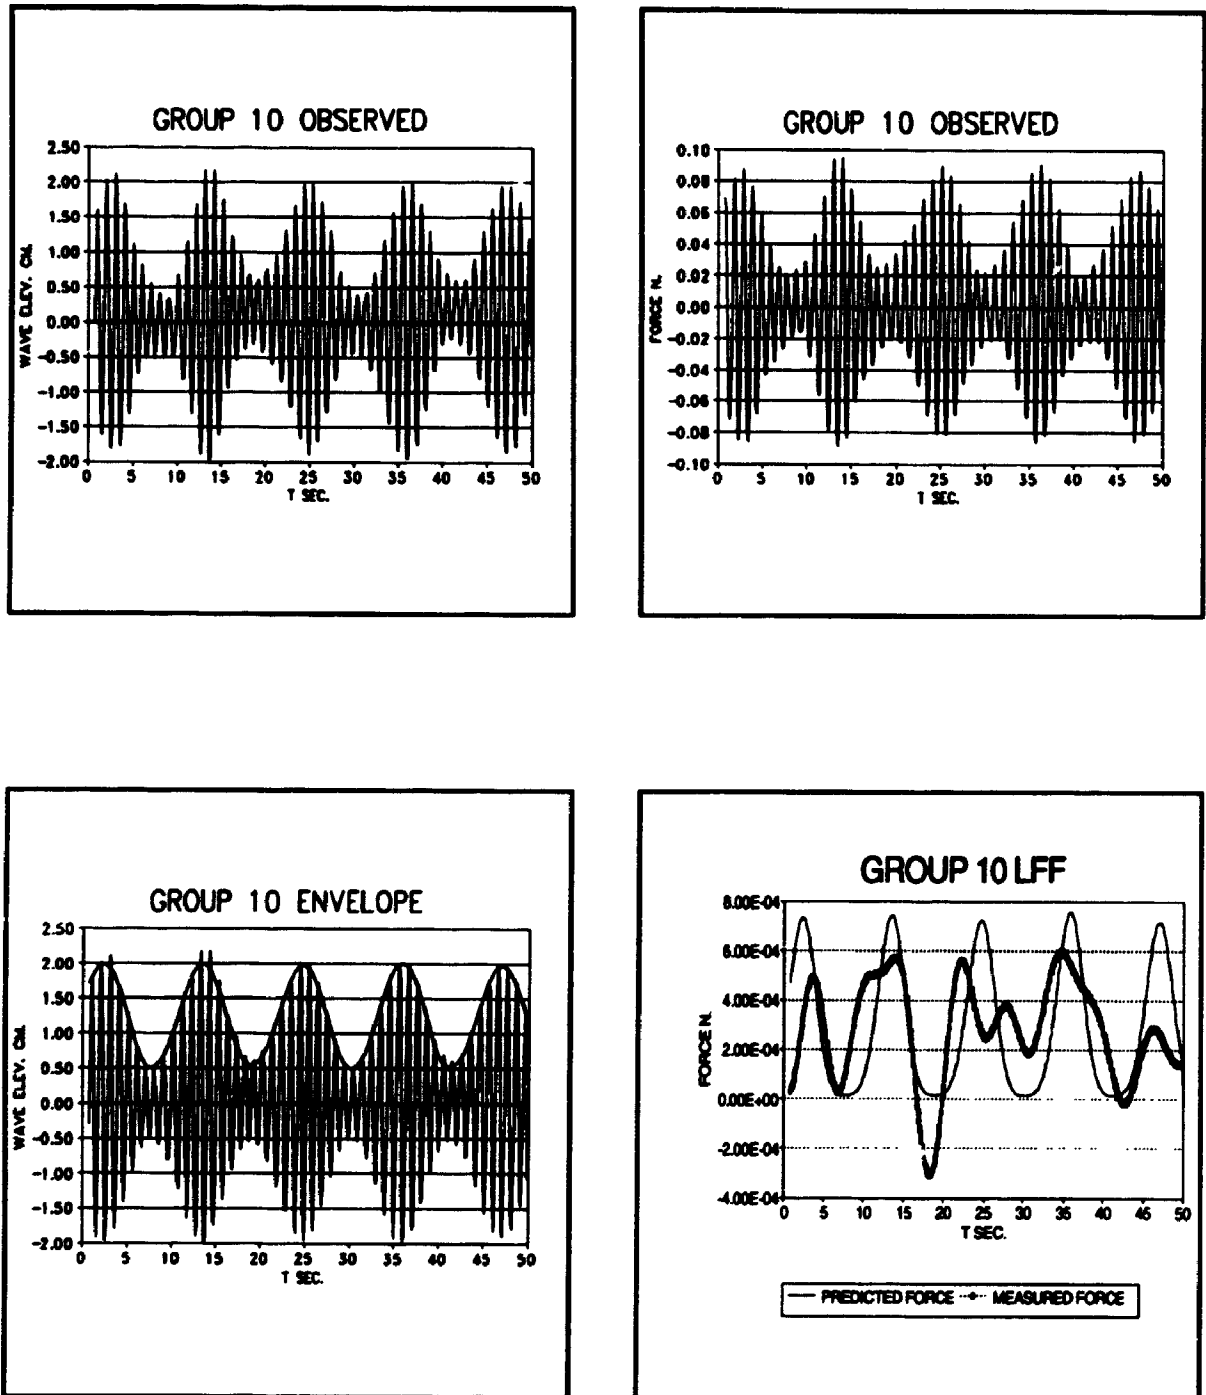 GROUP 10 OBSERVED
2.50
2.00
1.50
1.00
0.50
0.00
-0.50
-1.00
-1.50
-2.00
WAVE ELEV. CM.
0 5 10 15 20 25 30 35 40 45 50
T SEC.
GROUP 10 OBSERVED
0.10
0.08
0.06
0.04
0.02
0.00
-0.02
-0.04
-0.06
-0.08
-0.10
FORCE N.
0 5 10 15 20 25 30 35 40 45 50
T SEC.
GROUP 10 ENVELOPE
2.50
2.00
1.50
1.00
0.50
0.00
-0.50
-1.00
-1.50
-2.00
WAVE ELEV. CM.
0 5 10 15 20 25 30 35 40 45 50
T SEC.
GROUP 10 LFF
8.00E-04
6.00E-04
4.00E-04
2.00E-04
0.00E+00
-2.00E-04
-4.00E-04
FORCE N.
0 5 10 15 20 25 30 35 40 45 50
T SEC.
PREDICTED FORCE MEASURED FORCE